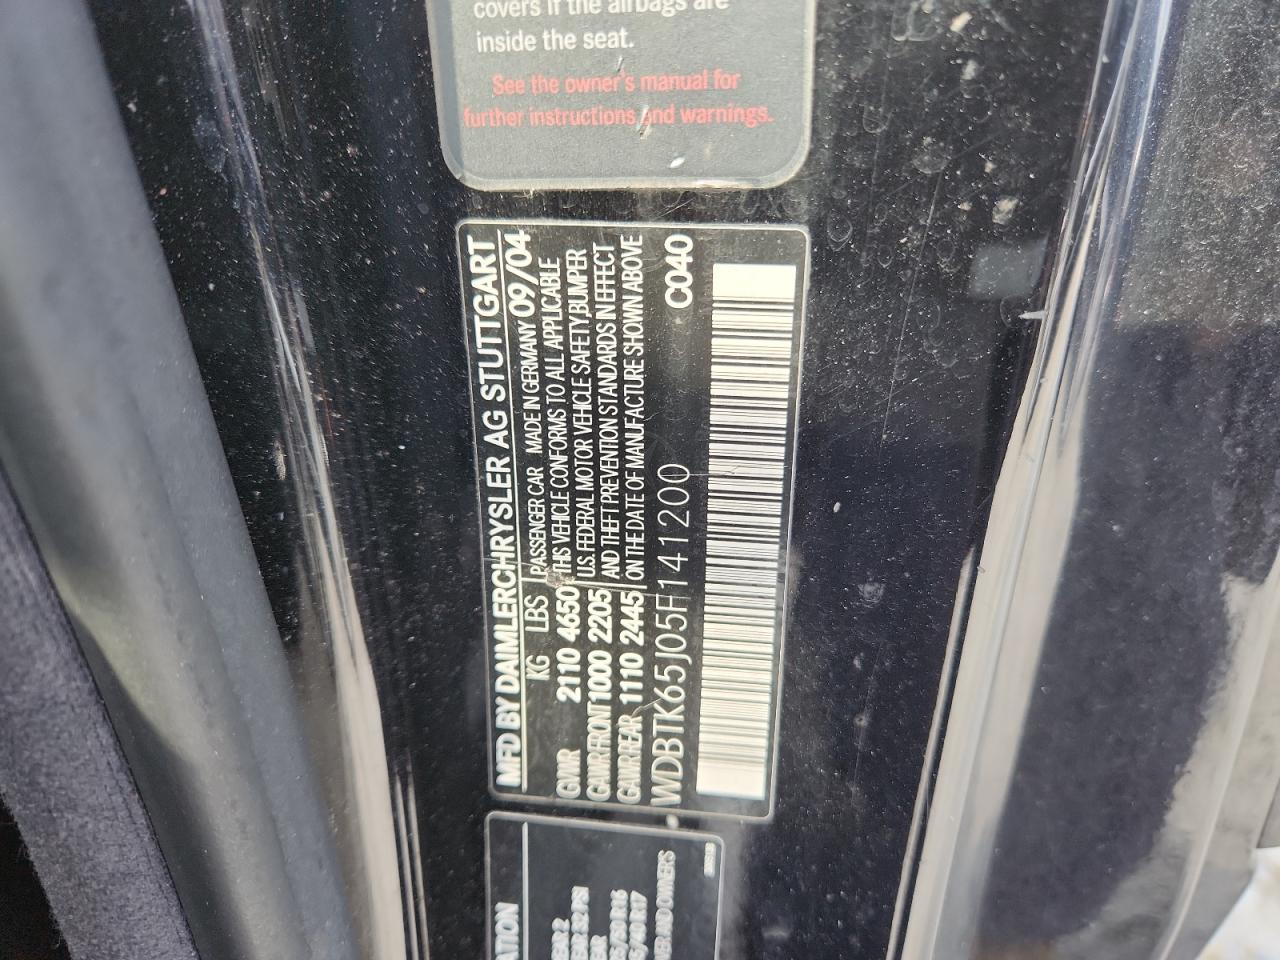 covers if the airbags are
inside the seat.
See the owner's manual for
further instructions and warnings.
MFD BY DAIMLERCHRYSLER AG STUTTGART
KG LBS PASSENGER CAR MADE IN GERMANY 09/04
GVWR 2110 4650 THIS VEHICLE CONFORMS TO ALL APPLICABLE
GAWR FRONT 1000 2205 U.S. FEDERAL MOTOR VEHICLE SAFETY, BUMPER
GAWR REAR 1110 2445 AND THEFT PREVENTION STANDARDS IN EFFECT
ON THE DATE OF MANUFACTURE SHOWN ABOVE
WDBTK65J05F141200 C040
ATION